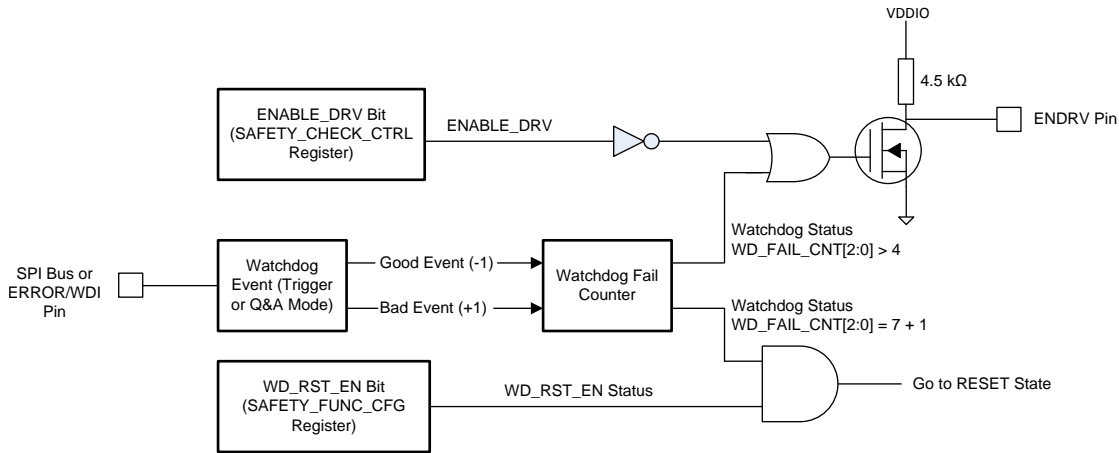 VDDIO
4.5 kΩ
ENDRV Pin
ENABLE_DRV Bit
(SAFETY_CHECK_CTRL
Register)
ENABLE_DRV
Watchdog Status
WD_FAIL_CNT[2:0] > 4
SPI Bus or
ERROR/WDI
Pin
Watchdog
Event (Trigger
or Q&A Mode)
Good Event (-1)
Bad Event (+1)
Watchdog Fail
Counter
Watchdog Status
WD_FAIL_CNT[2:0] = 7 + 1
WD_RST_EN Bit
(SAFETY_FUNC_CFG
Register)
WD_RST_EN Status
Go to RESET State